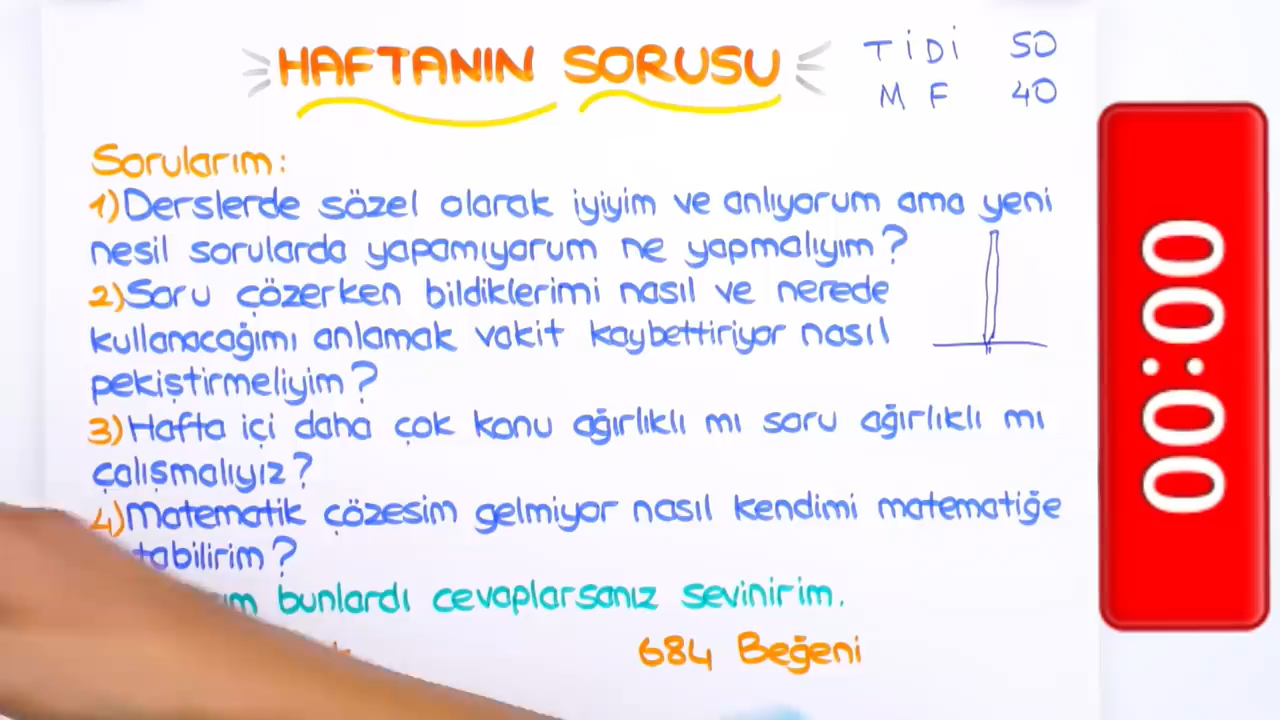 HAFTANIN SORUSU
TİDİ 50
MF 40
Sorularım:
1) Derslerde sözel olarak iyiyim ve anlıyorum ama yeni
nesil sorularda yapamıyorum ne yapmalıyım?
2) Soru çözerken bildiklerimi nasıl ve nerede
kullanacağımı anlamak vakit kaybettiriyor nasıl
pekiştirmeliyim?
3) Hafta içi daha çok konu ağırlıklı mı soru ağırlıklı mı
çalışmalıyız?
4) Matematik çözesim gelmiyor nasıl kendimi matematiğe
tabilirim?
bunlardı cevaplarsanız sevinirim.
684 Beğeni
00:00